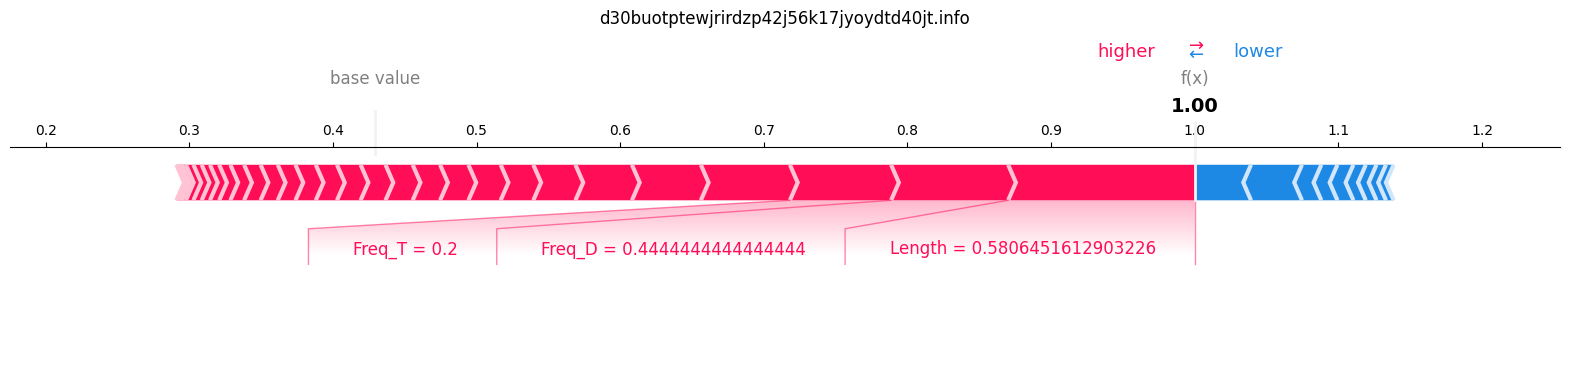 d30buotptewjrirdzp42j56k17jyoydtd40jt.info
higher → ← lower
base value
f(x)
1.00
0.2 0.3 0.4 0.5 0.6 0.7 0.8 0.9 1.0 1.1 1.2
Freq_T = 0.2
Freq_D = 0.4444444444444444
Length = 0.5806451612903226